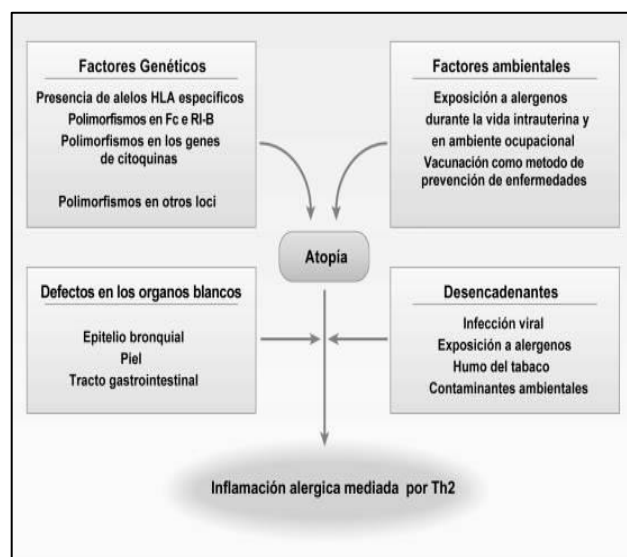 Factores Genéticos
Presencia de alelos HLA específicos
Polimorfismos en Fc e RI-B
Polimorfismos en los genes
de citoquinas
Polimorfismos en otros loci
Factores ambientales
Exposición a alergenos
durante la vida intrauterina y
en ambiente ocupacional
Vacunación como metodo de
prevención de enfermedades
Atopía
Defectos en los organos blancos
Epitelio bronquial
Piel
Tracto gastrointestinal
Desencadenantes
Infección viral
Exposición a alergenos
Humo del tabaco
Contaminantes ambientales
Inflamación alergica mediada por Th2